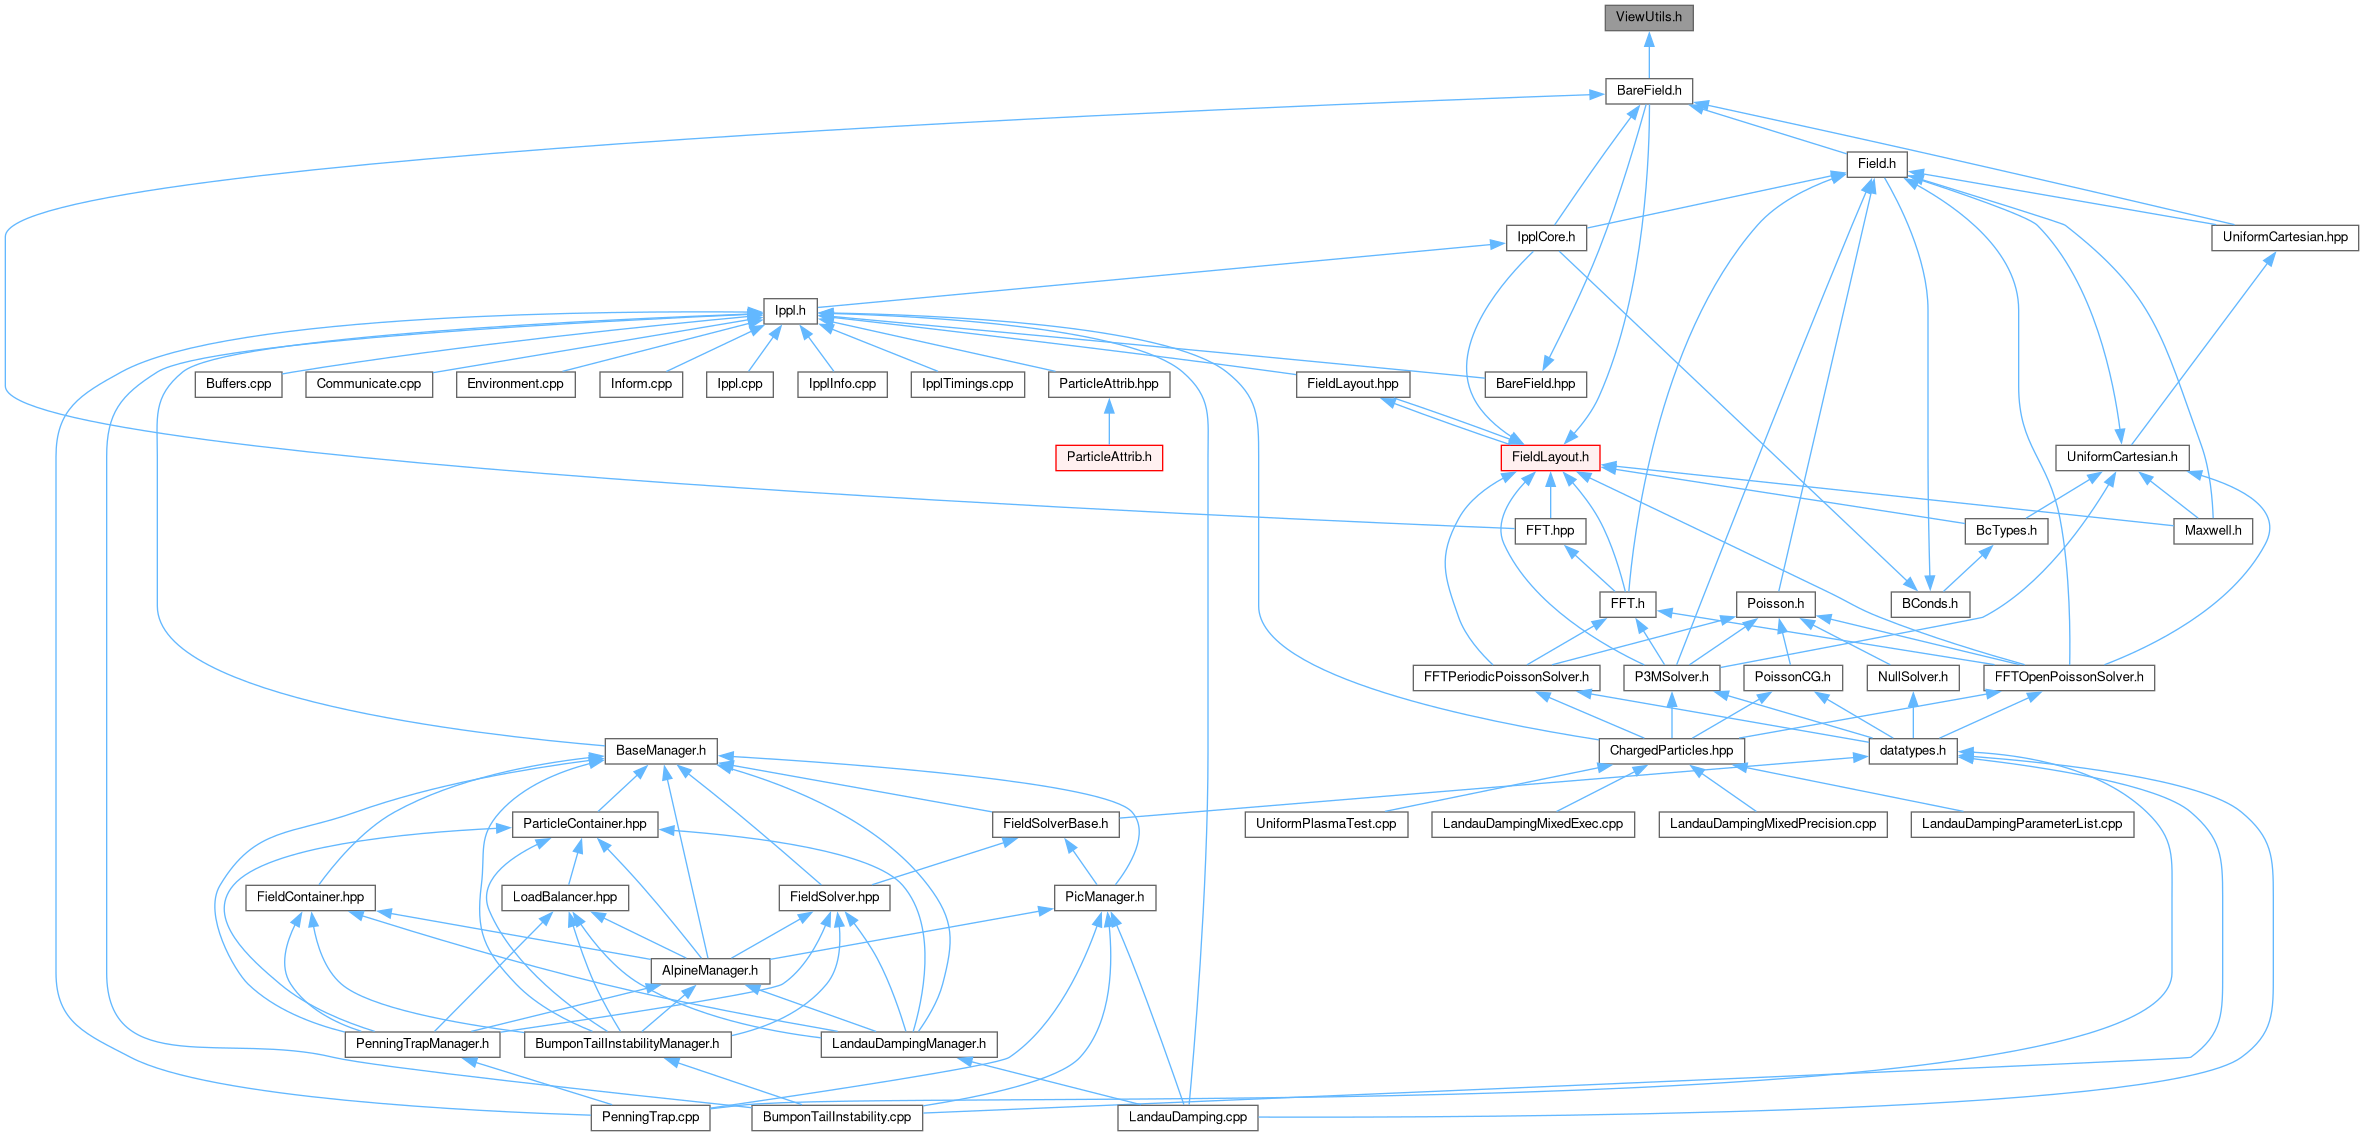 ViewUtils.h
BareField.h
Field.h
IpplCore.h
UniformCartesian.hpp
Ippl.h
Buffers.cpp
Communicate.cpp
Environment.cpp
Inform.cpp
Ippl.cpp
IpplInfo.cpp
IpplTimings.cpp
ParticleAttrib.hpp
FieldLayout.hpp
BareField.hpp
ParticleAttrib.h
FieldLayout.h
UniformCartesian.h
FFT.hpp
BcTypes.h
Maxwell.h
FFT.h
Poisson.h
BConds.h
FFTPeriodicPoissonSolver.h
P3MSolver.h
PoissonCG.h
NullSolver.h
FFTOpenPoissonSolver.h
BaseManager.h
ChargedParticles.hpp
datatypes.h
ParticleContainer.hpp
FieldSolverBase.h
UniformPlasmaTest.cpp
LandauDampingMixedExec.cpp
LandauDampingMixedPrecision.cpp
LandauDampingParameterList.cpp
FieldContainer.hpp
LoadBalancer.hpp
FieldSolver.hpp
PicManager.h
AlpineManager.h
PenningTrapManager.h
BumponTailInstabilityManager.h
LandauDampingManager.h
PenningTrap.cpp
BumponTailInstability.cpp
LandauDamping.cpp